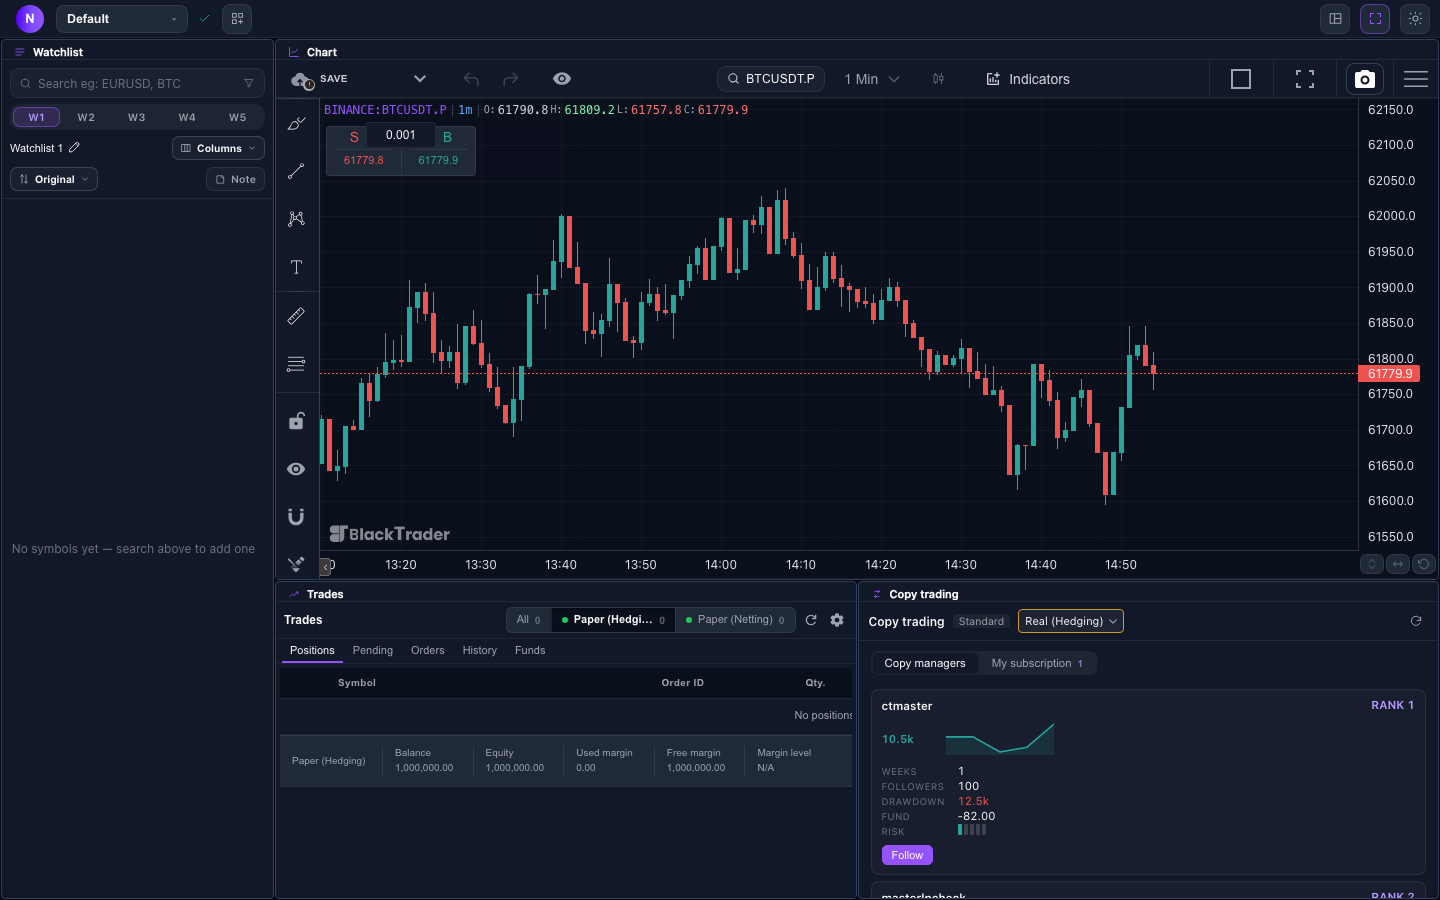 N
Default
Watchlist
Search eg: EURUSD, BTC
W1 W2 W3 W4 W5
Watchlist 1
Columns
Original
Note
No symbols yet — search above to add one
Chart
SAVE
BTCUSDT.P
1 Min
Indicators
BINANCE:BTCUSDT.P 1m O:61790.8 H:61809.2 L:61757.8 C:61779.9
S 0.001 B
61779.8 61779.9
62150.0
62100.0
62050.0
62000.0
61950.0
61900.0
61850.0
61800.0
61779.9
61750.0
61700.0
61650.0
61600.0
61550.0
BlackTrader
13:20 13:30 13:40 13:50 14:00 14:10 14:20 14:30 14:40 14:50
Trades
Trades
All 0 Paper (Hedgi... 0 Paper (Netting) 0
Positions Pending Orders History Funds
Symbol Order ID Qty.
No positions
Paper (Hedging)
Balance Equity Used margin Free margin Margin level
1,000,000.00 1,000,000.00 0.00 1,000,000.00 N/A
Copy trading
Copy trading Standard Real (Hedging)
Copy managers My subscription 1
ctmaster RANK 1
10.5k
WEEKS 1
FOLLOWERS 100
DRAWDOWN 12.5k
FUND -82.00
RISK
Follow
RANK 2